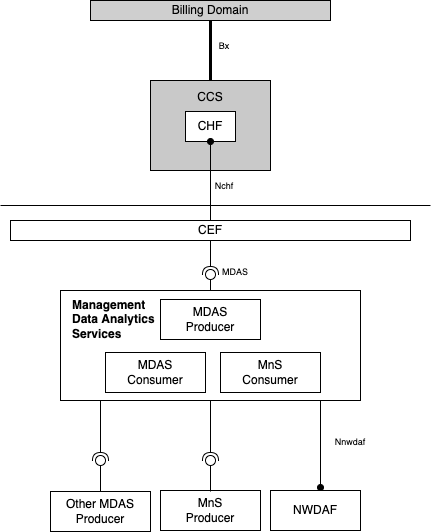 Billing Domain
Bx
CCS
CHF
Nchf
CEF
MDAS
Management
Data Analytics
Services
MDAS
Producer
MDAS
Consumer
MnS
Consumer
Nnwdaf
Other MDAS
Producer
MnS
Producer
NWDAF